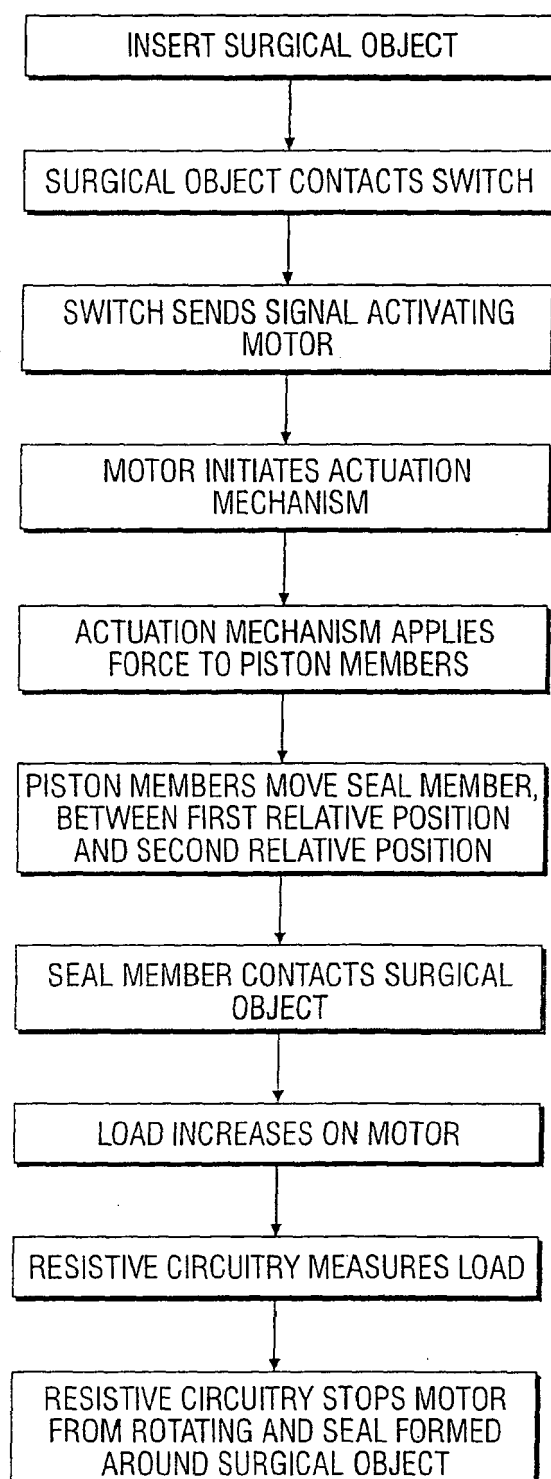 INSERT SURGICAL OBJECT
SURGICAL OBJECT CONTACTS SWITCH
SWITCH SENDS SIGNAL ACTIVATING
MOTOR
MOTOR INITIATES ACTUATION
MECHANISM
ACTUATION MECHANISM APPLIES
FORCE TO PISTON MEMBERS
PISTON MEMBERS MOVE SEAL MEMBER,
BETWEEN FIRST RELATIVE POSITION
AND SECOND RELATIVE POSITION
SEAL MEMBER CONTACTS SURGICAL
OBJECT
LOAD INCREASES ON MOTOR
RESISTIVE CIRCUITRY MEASURES LOAD
RESISTIVE CIRCUITRY STOPS MOTOR
FROM ROTATING AND SEAL FORMED
AROUND SURGICAL OBJECT